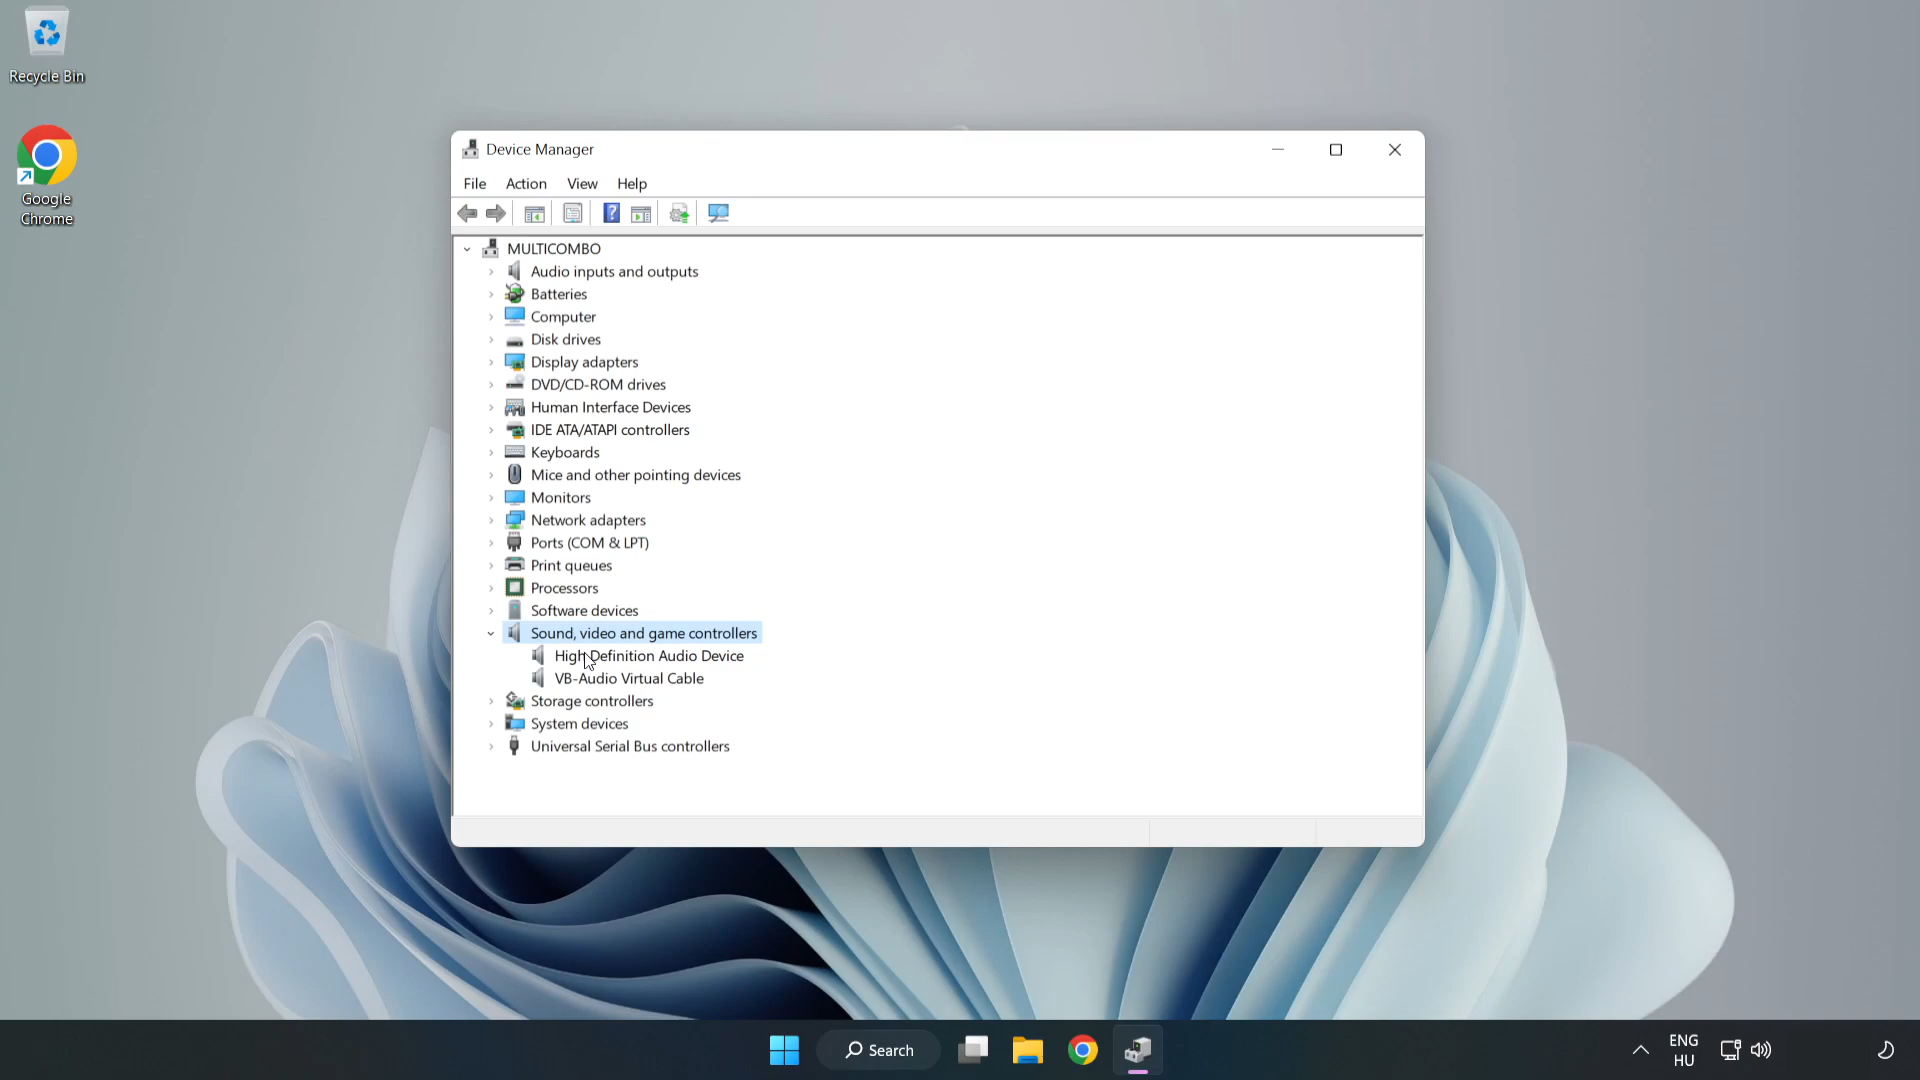 Recycle Bin
Google
Chrome
Device Manager
File Action View Help
MULTICOMBO
Audio inputs and outputs
Batteries
Computer
Disk drives
Display adapters
DVD/CD-ROM drives
Human Interface Devices
IDE ATA/ATAPI controllers
Keyboards
Mice and other pointing devices
Monitors
Network adapters
Ports (COM & LPT)
Print queues
Processors
Software devices
Sound, video and game controllers
High Definition Audio Device
VB-Audio Virtual Cable
Storage controllers
System devices
Universal Serial Bus controllers
Search
ENG
HU